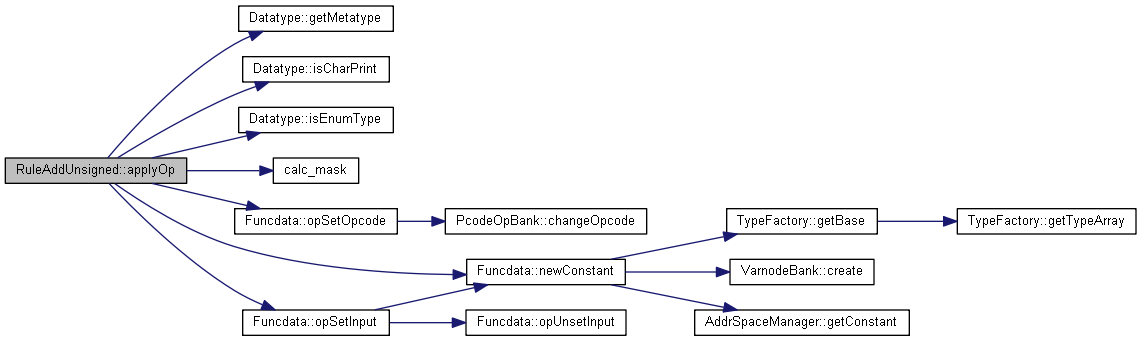 Datatype::getMetatype
Datatype::isCharPrint
Datatype::isEnumType
RuleAddUnsigned::applyOp
calc_mask
Funcdata::opSetOpcode
PcodeOpBank::changeOpcode
TypeFactory::getBase
TypeFactory::getTypeArray
Funcdata::newConstant
VarnodeBank::create
Funcdata::opSetInput
Funcdata::opUnsetInput
AddrSpaceManager::getConstant